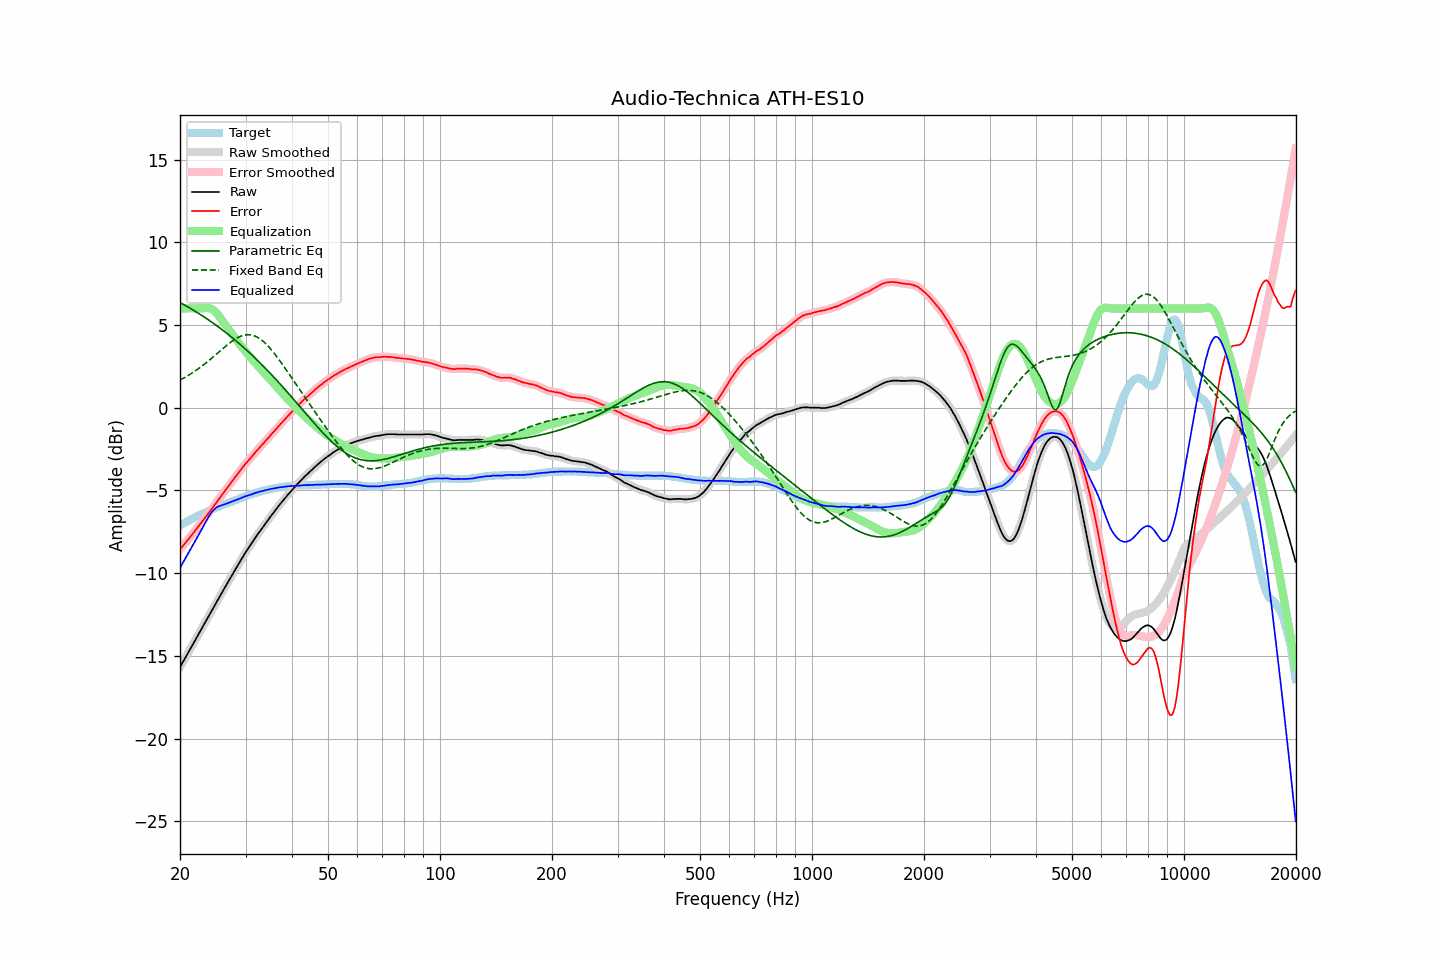 Audio-Technica ATH-ES10
Target
Raw Smoothed
Error Smoothed
Raw
Error
Equalization
Parametric Eq
Fixed Band Eq
Equalized
15
10
5
0
−5
−10
−15
−20
−25
Amplitude (dBr)
20
50
100
200
500
1000
2000
5000
10000
20000
Frequency (Hz)